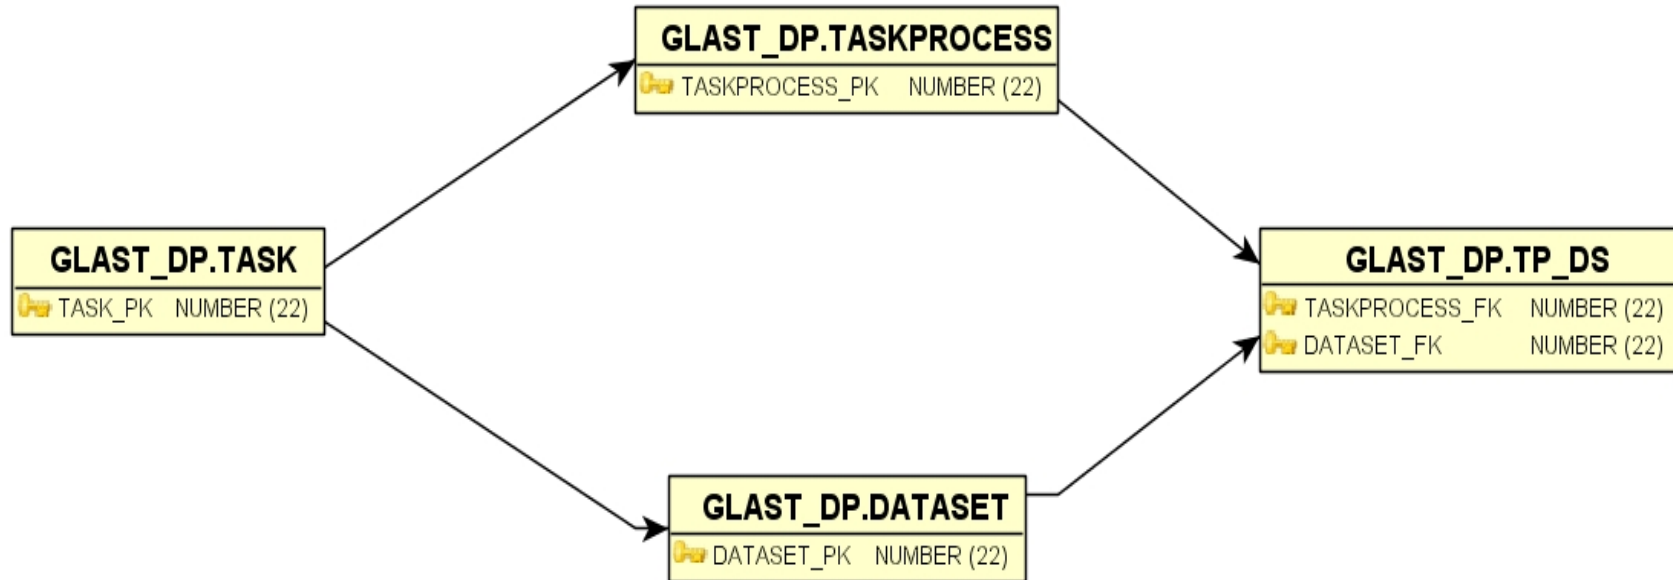 GLAST_DP.TASKPROCESS
TASKPROCESS_PK NUMBER (22)
GLAST_DP.TASK
TASK_PK NUMBER (22)
GLAST_DP.TP_DS
TASKPROCESS_FK NUMBER (22)
DATASET_FK NUMBER (22)
GLAST_DP.DATASET
DATASET_PK NUMBER (22)